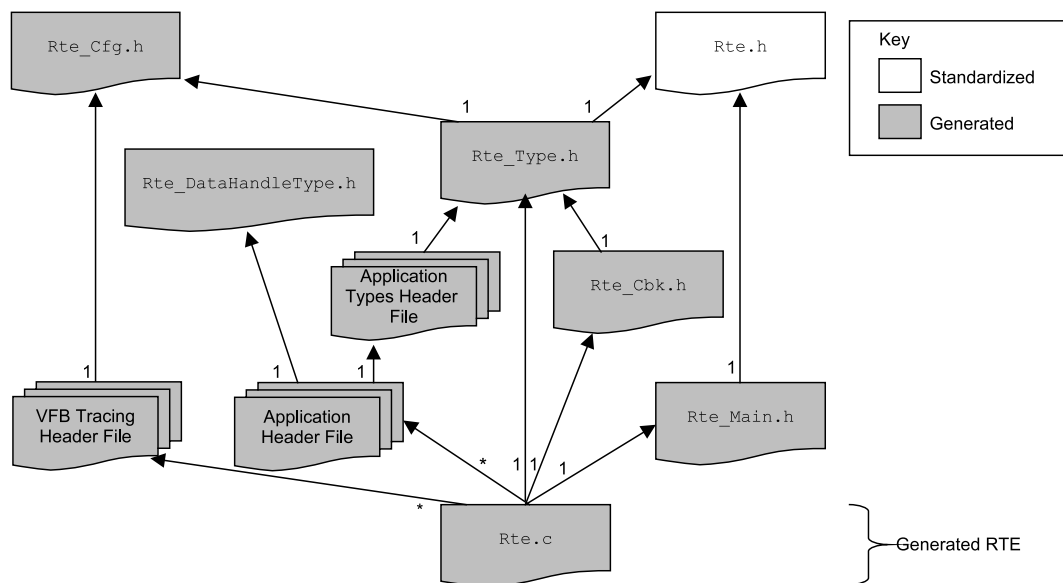 Rte_Cfg.h
Rte.h
Key
Standardized
Generated
1
1
Rte_Type.h
Rte_DataHandleType.h
1
1
Application
Types Header
File
Rte_Cbk.h
1
1
1
1
VFB Tracing
Header File
Application
Header File
Rte_Main.h
*
1
1
1
*
Rte.c
Generated RTE